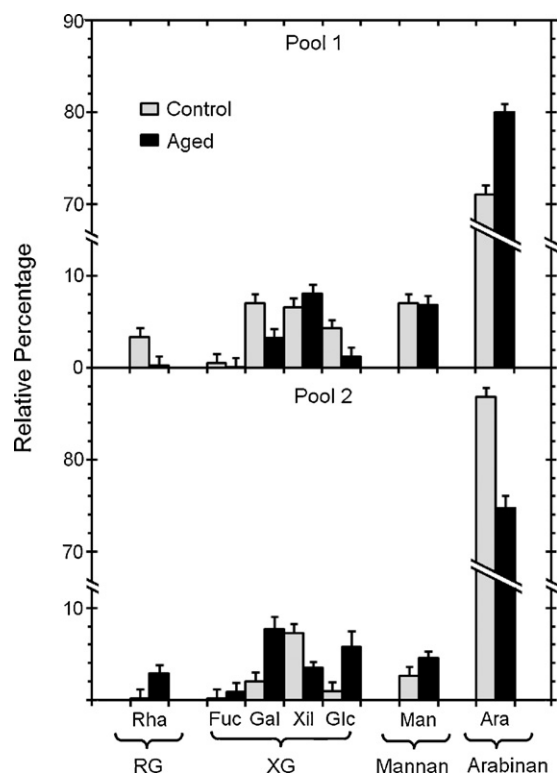 90
Pool 1
Control
Aged
80
70
10
0
Relative Percentage
Pool 2
80
70
10
Rha Fuc Gal Xil Glc Man Ara
RG XG Mannan Arabinan